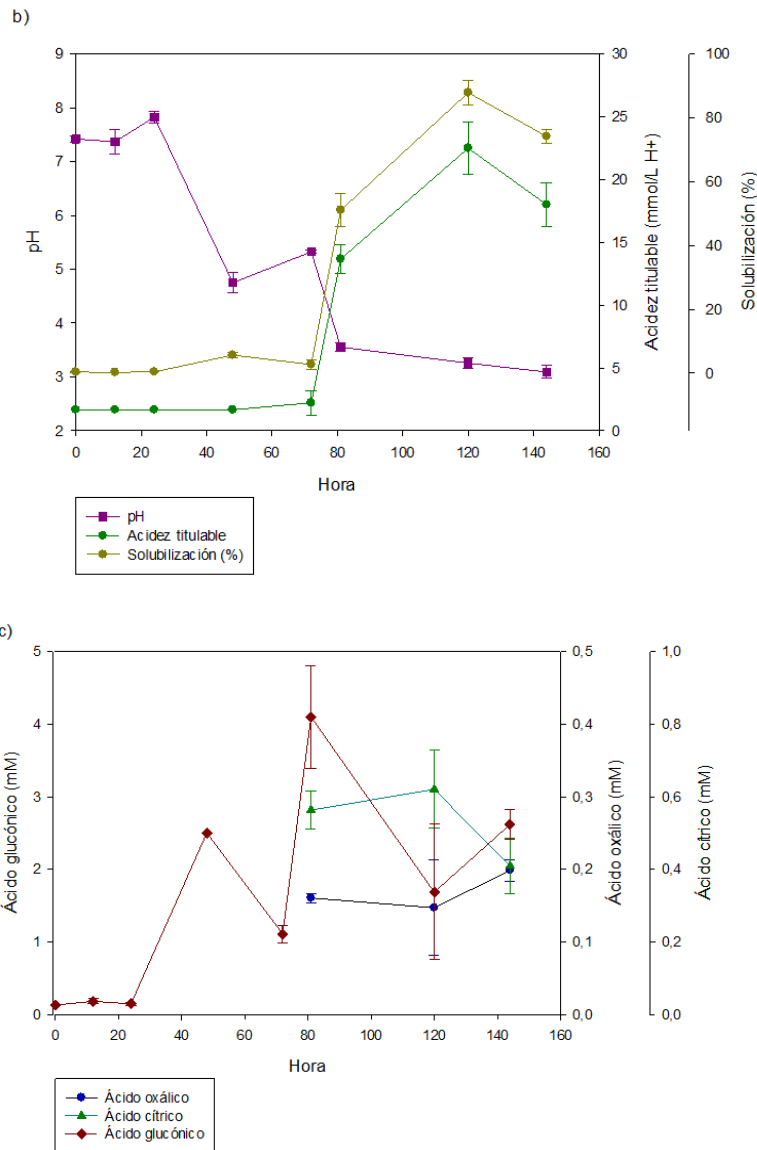 b)
9
8
7
6
5
4
3
2
pH
30
25
20
15
10
5
0
Acidez titulable (mmol/L H+)
100
80
60
40
20
0
Solubilización (%)
0 20 40 60 80 100 120 140 160
Hora
pH
Acidez titulable
Solubilización (%)
c)
5
4
3
2
1
0
Ácido glucónico (mM)
0,5
0,4
0,3
0,2
0,1
0,0
Ácido oxálico (mM)
1,0
0,8
0,6
0,4
0,2
0,0
Ácido cítrico (mM)
0 20 40 60 80 100 120 140 160
Hora
Ácido oxálico
Ácido cítrico
Ácido glucónico